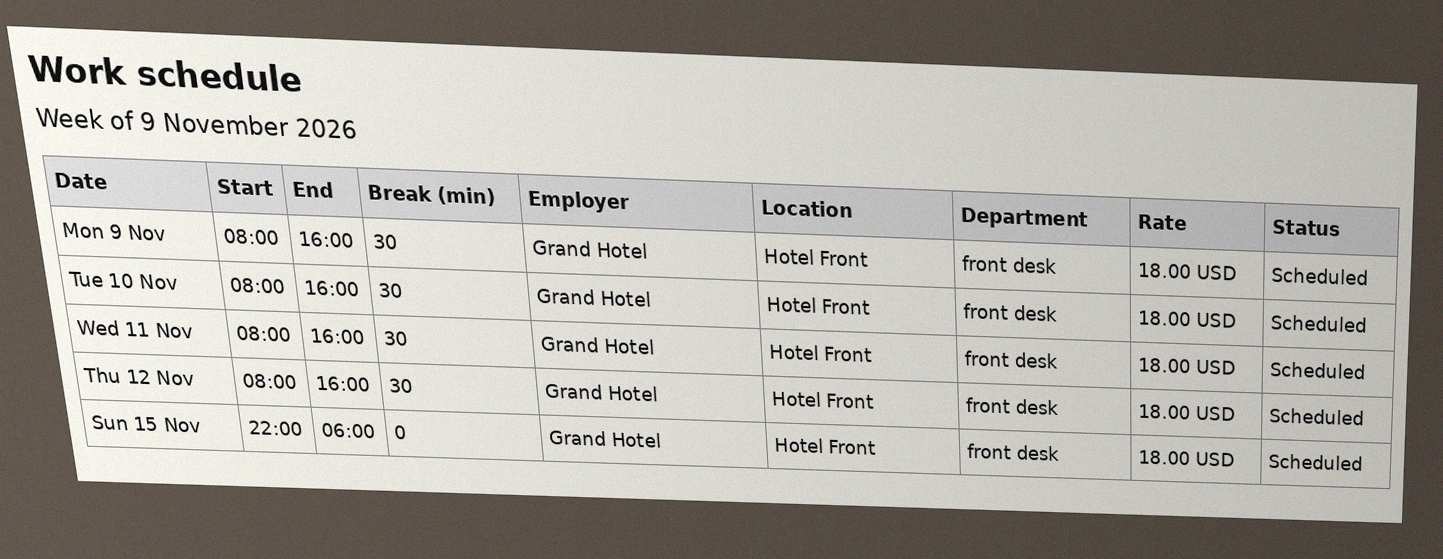 Work schedule
Week of 9 November 2026
Date Start End Break (min) Employer Location Department Rate Status
Mon 9 Nov 08:00 16:00 30 Grand Hotel Hotel Front front desk 18.00 USD Scheduled
Tue 10 Nov 08:00 16:00 30 Grand Hotel Hotel Front front desk 18.00 USD Scheduled
Wed 11 Nov 08:00 16:00 30 Grand Hotel Hotel Front front desk 18.00 USD Scheduled
Thu 12 Nov 08:00 16:00 30 Grand Hotel Hotel Front front desk 18.00 USD Scheduled
Sun 15 Nov 22:00 06:00 0 Grand Hotel Hotel Front front desk 18.00 USD Scheduled